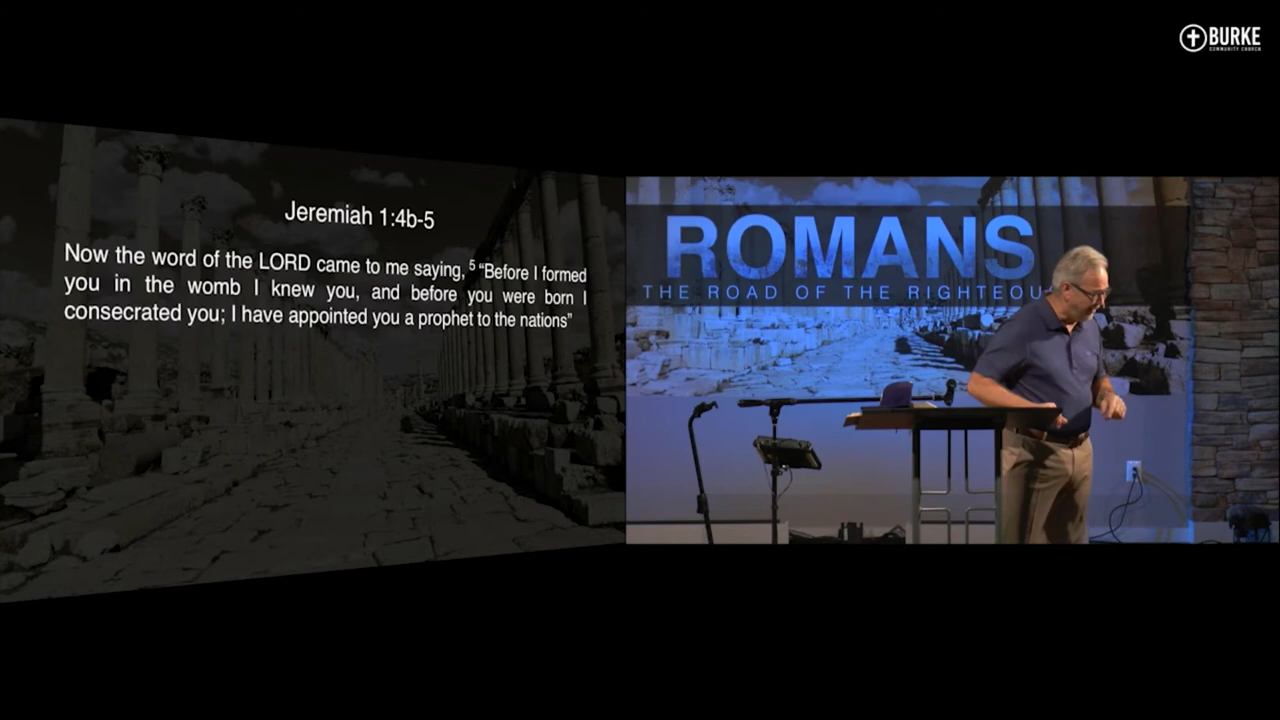 BURKE
COMMUNITY CHURCH
Jeremiah 1:4b-5
Now the word of the LORD came to me saying, 5 “Before I formed
you in the womb I knew you, and before you were born I
consecrated you; I have appointed you a prophet to the nations”
ROMANS
THE ROAD OF THE RIGHTEOU